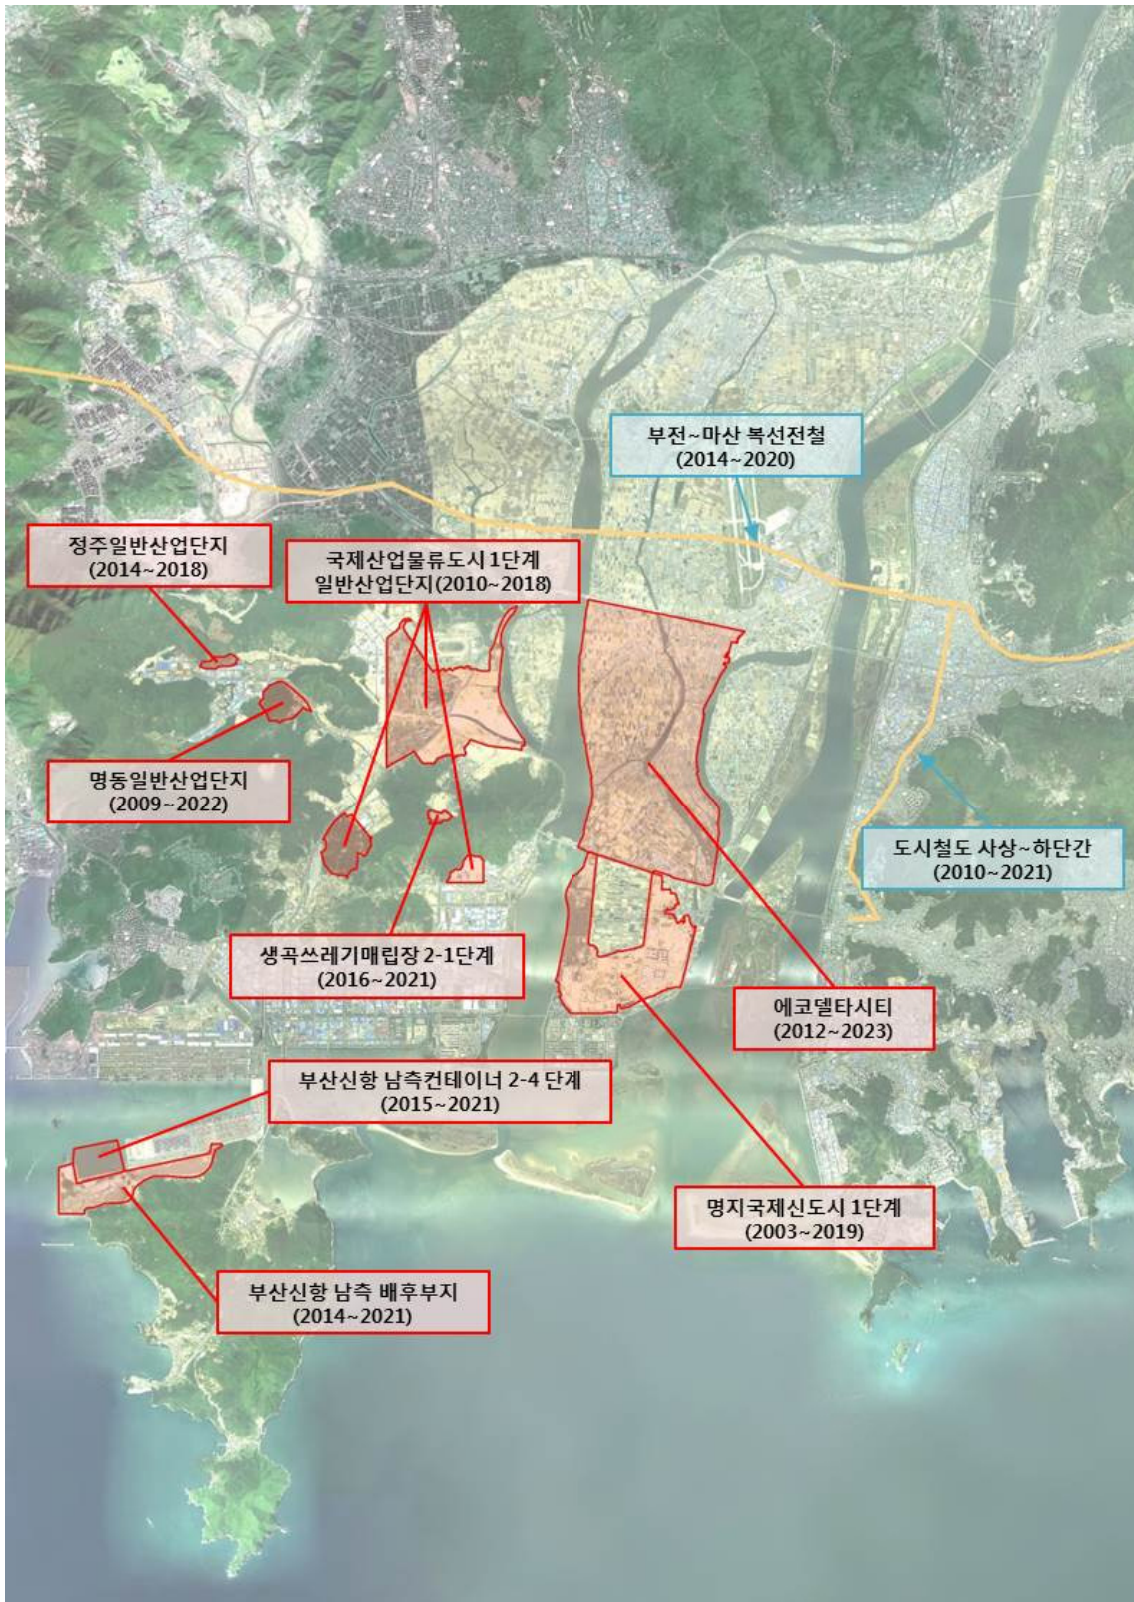 부전~마산 복선전철
(2014~2020)
정주일반산업단지
(2014~2018)
국제산업물류도시 1단계
일반산업단지(2010~2018)
명동일반산업단지
(2009~2022)
도시철도 사상~하단간
(2010~2021)
생곡쓰레기매립장 2-1단계
(2016~2021)
에코델타시티
(2012~2023)
부산신항 남측컨테이너 2-4 단계
(2015~2021)
명지국제신도시 1단계
(2003~2019)
부산신항 남측 배후부지
(2014~2021)